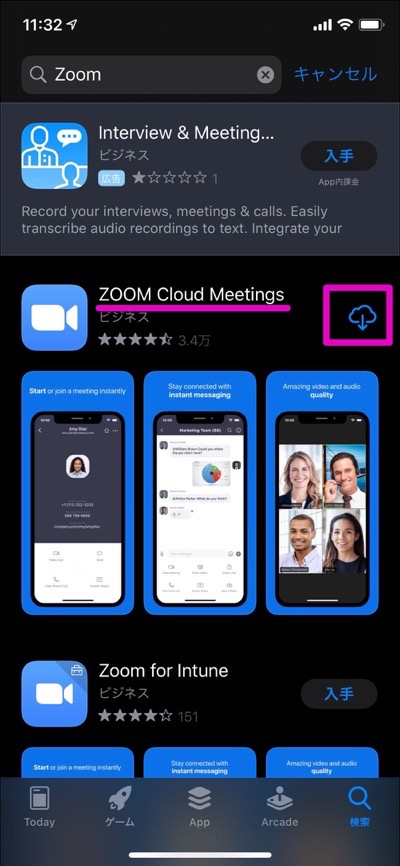 11:32
Zoom
キャンセル
Interview & Meeting...
ビジネス
入手
広告
1
App内課金
Record your interviews, meetings & calls. Easily
transcribe audio recordings to text. Integrate your
ZOOM Cloud Meetings
ビジネス
3.4万
Start or join a meeting instantly
Stay connected with
instant messaging
Amazing video and audio
quality
Amy Diaz
Marketing Team (88)
Zoom for Intune
ビジネス
入手
151
Start or join a meeting instantly
Stay connected with
instant messaging
Amazing video and audio
quality
Today
ゲーム
App
Arcade
検索